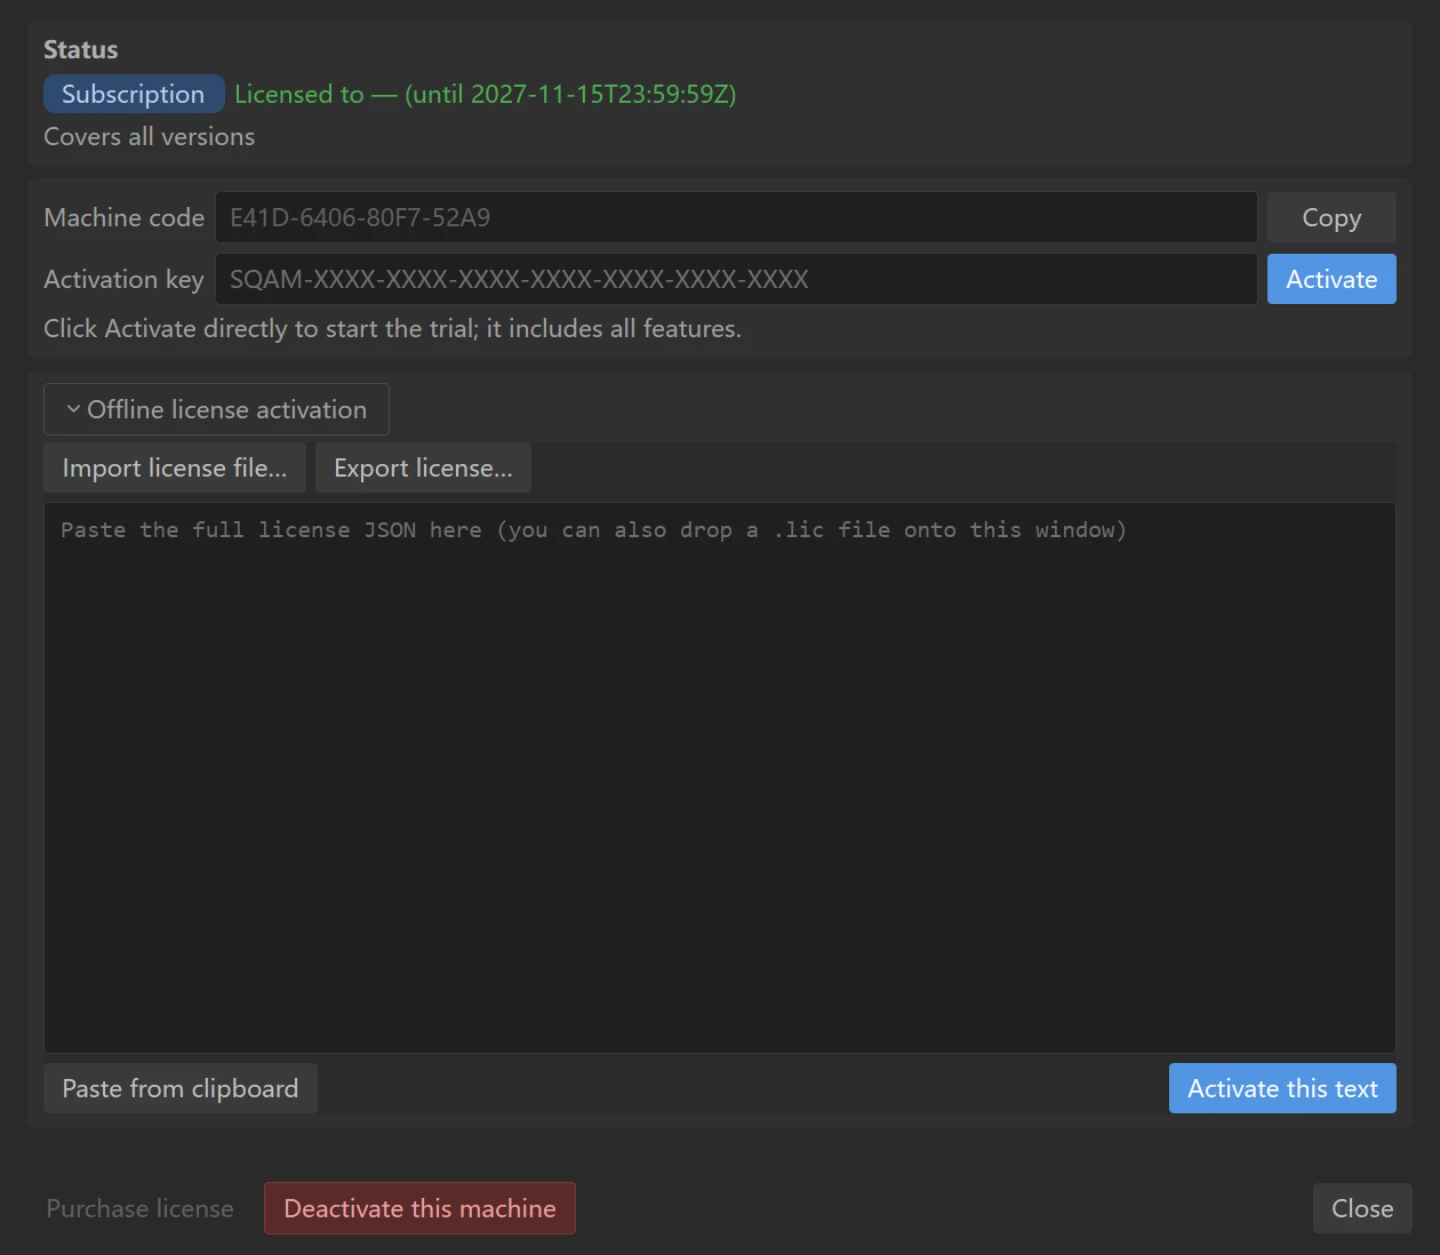 Status
Subscription Licensed to — (until 2027-11-15T23:59:59Z)
Covers all versions
Machine code E41D-6406-80F7-52A9 Copy
Activation key SQAM-XXXX-XXXX-XXXX-XXXX-XXXX-XXXX-XXXX Activate
Click Activate directly to start the trial; it includes all features.
Offline license activation
Import license file... Export license...
Paste the full license JSON here (you can also drop a .lic file onto this window)
Paste from clipboard Activate this text
Purchase license Deactivate this machine Close